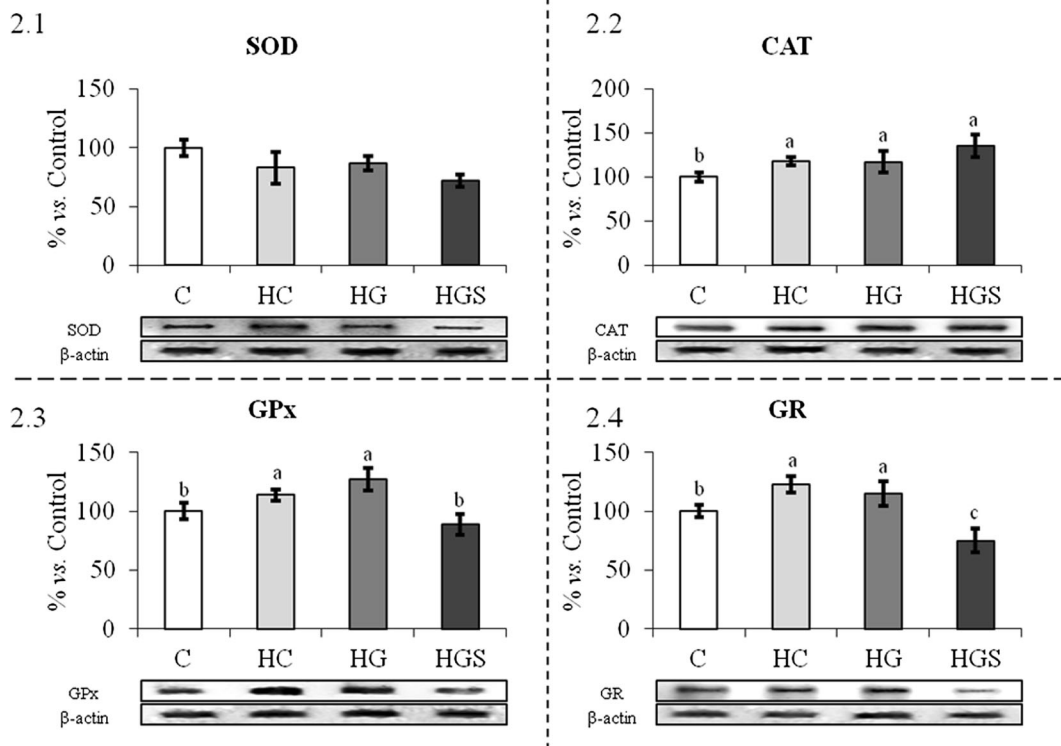 2.1
SOD
150
100
50
0
% vs. Control
C HC HG HGS
SOD
β-actin
2.2
CAT
200
150
100
50
0
% vs. Control
b a a a
C HC HG HGS
CAT
β-actin
2.3
GPx
150
100
50
0
% vs. Control
b a a b
C HC HG HGS
GPx
β-actin
2.4
GR
150
100
50
0
% vs. Control
b a a c
C HC HG HGS
GR
β-actin